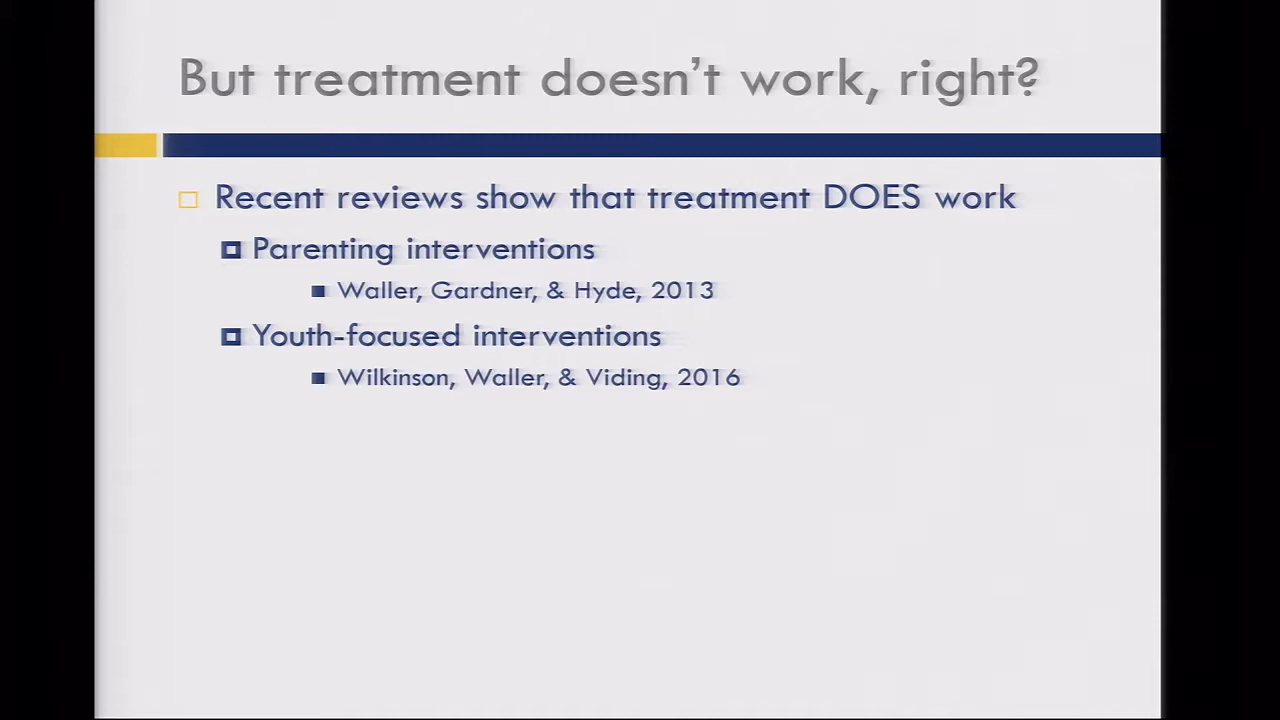 But treatment doesn't work, right?
Recent reviews show that treatment DOES work
Parenting interventions
Waller, Gardner, & Hyde, 2013
Youth-focused interventions
Wilkinson, Waller, & Viding, 2016